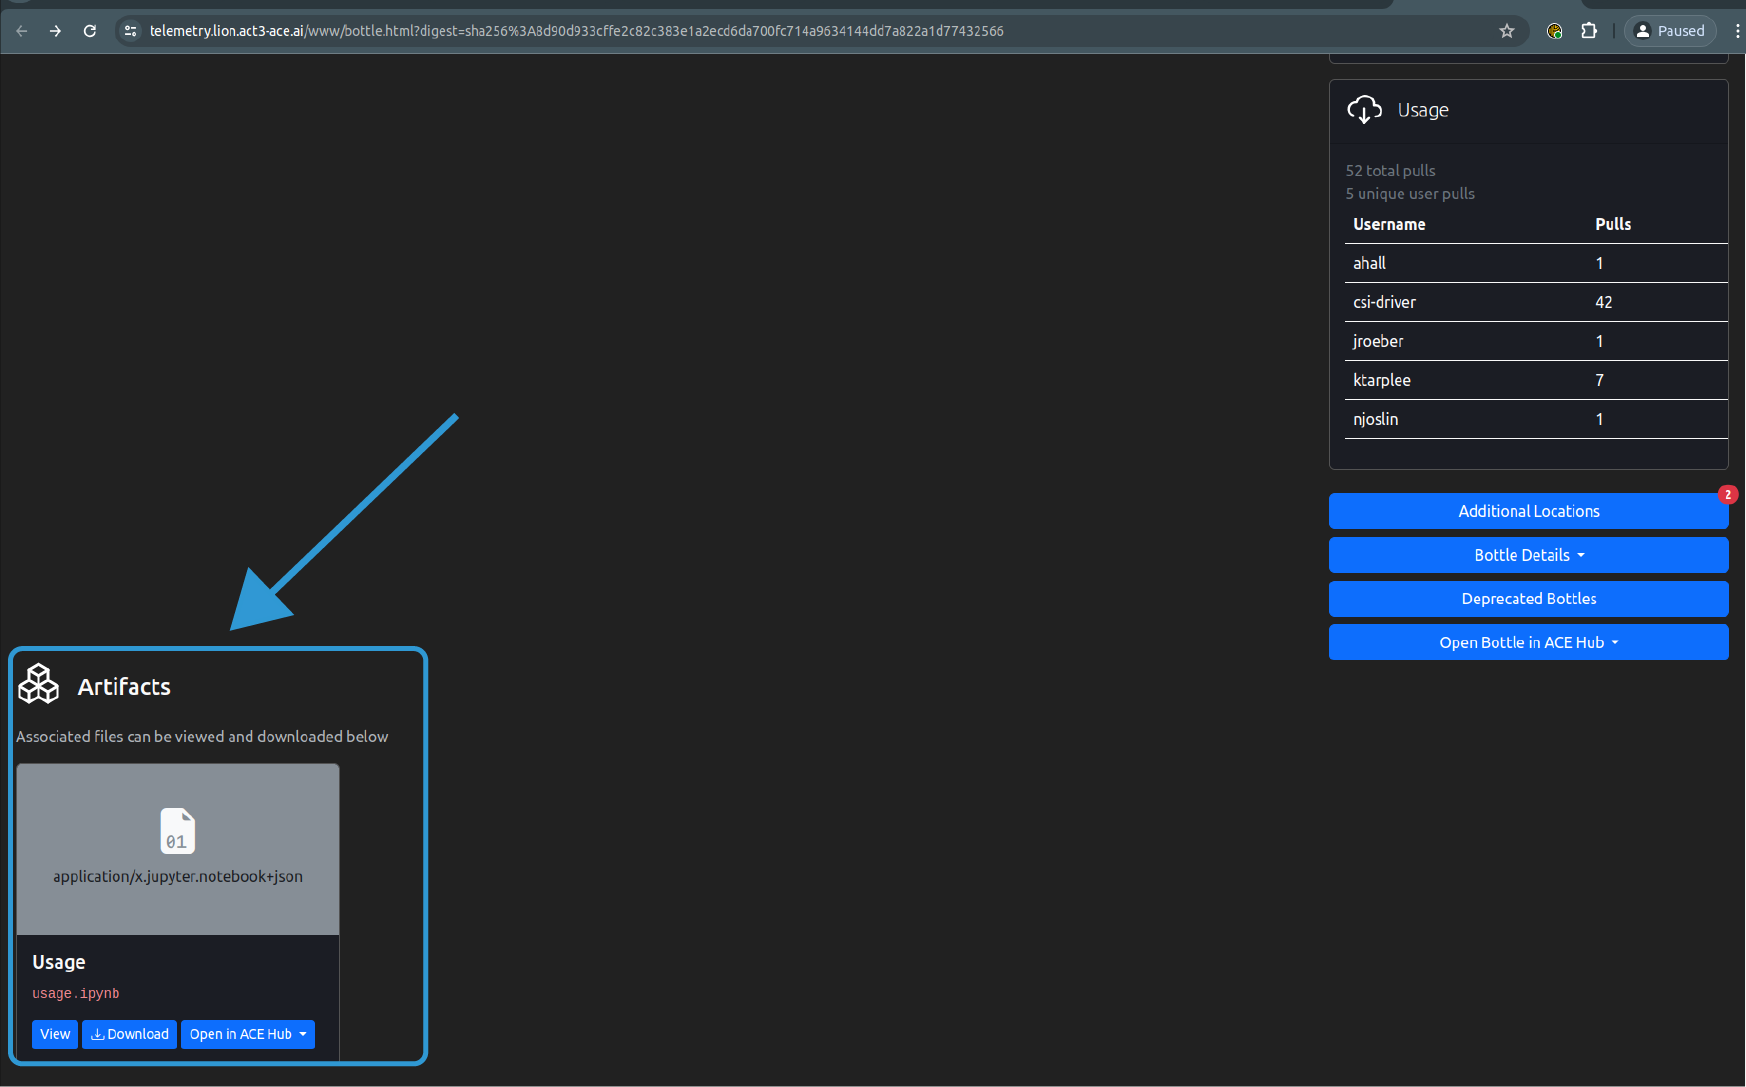 telemetry.lion.act3-ace.ai/www/bottle.html?digest=sha256%3A8d90d933cffe2c82c383e1a2ecd6da700fc714a9634144dd7a822a1d77432566
Paused
Usage
52 total pulls
5 unique user pulls
Username Pulls
ahall 1
csi-driver 42
jroeber 1
ktarplee 7
njoslin 1
2
Additional Locations
Bottle Details
Deprecated Bottles
Open Bottle in ACE Hub
Artifacts
Associated files can be viewed and downloaded below
01
application/x.jupyter.notebook+json
Usage
usage.ipynb
View Download Open in ACE Hub